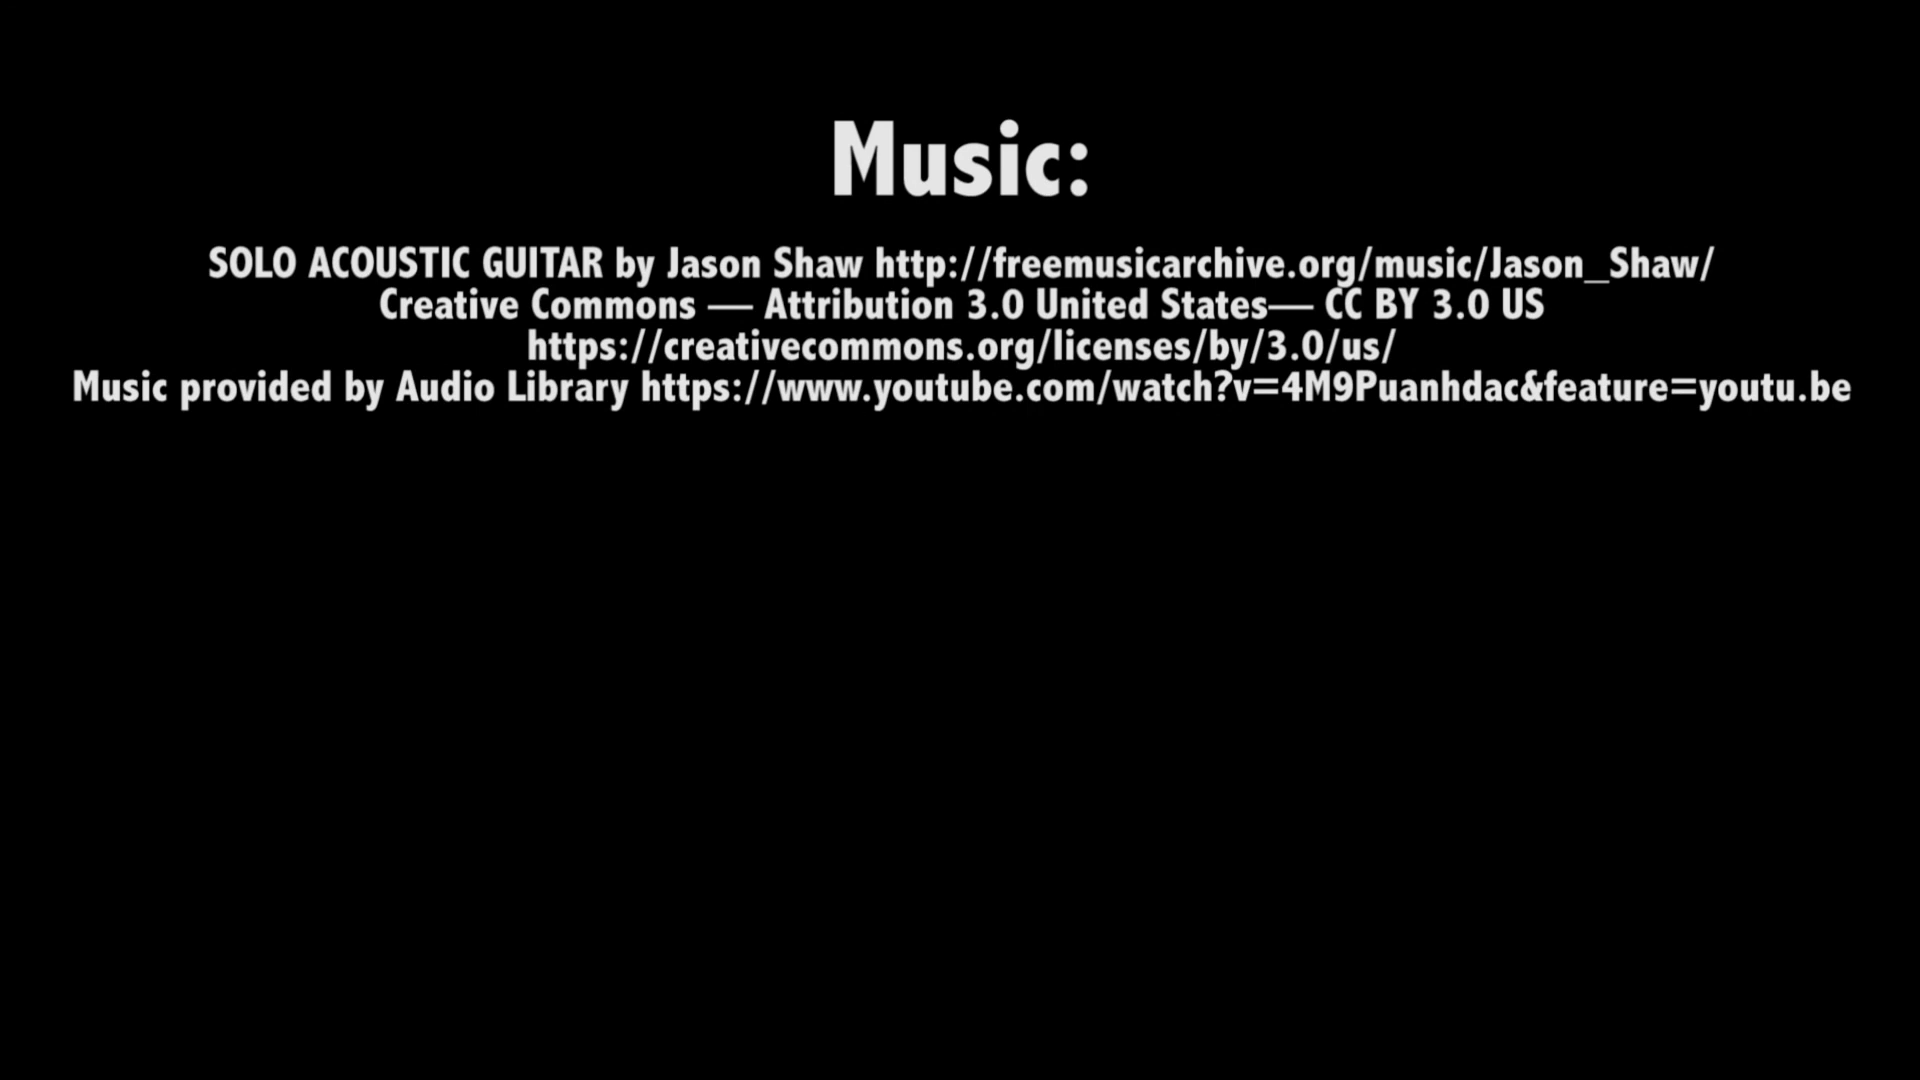 Music:
SOLO ACOUSTIC GUITAR by Jason Shaw http://freemusicarchive.org/music/Jason_Shaw/
Creative Commons — Attribution 3.0 United States— CC BY 3.0 US
https://creativecommons.org/licenses/by/3.0/us/
Music provided by Audio Library https://www.youtube.com/watch?v=4M9Puanhdac&feature=youtu.be